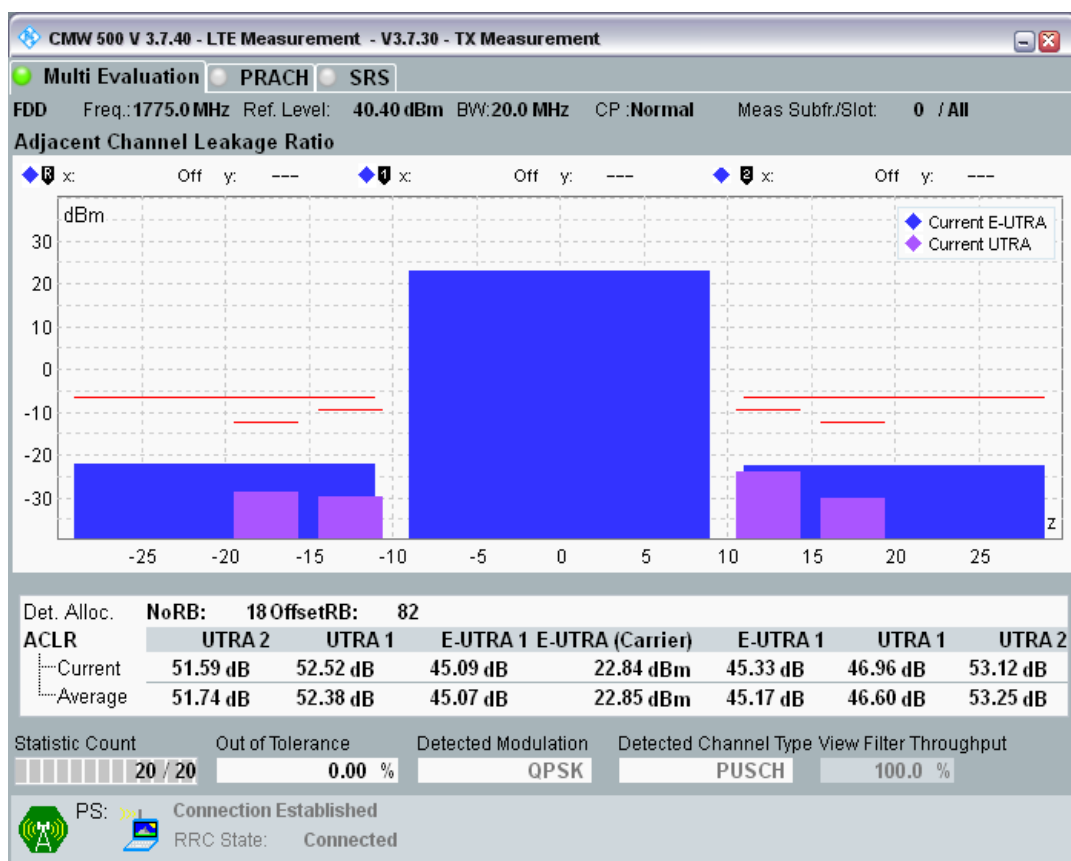 CMW 500 V 3.7.40 - LTE Measurement - V3.7.30 - TX Measurement
Multi Evaluation PRACH SRS
FDD Freq.: 1775.0 MHz Ref. Level: 40.40 dBm BW: 20.0 MHz CP : Normal Meas Subfr./Slot: 0 / All
Adjacent Channel Leakage Ratio
R x: Off y: --- 1 x: Off y: --- 2 x: Off y: ---
dBm
Current E-UTRA
Current UTRA
30
20
10
0
-10
-20
-30
z
-25 -20 -15 -10 -5 0 5 10 15 20 25
Det. Alloc. NoRB: 18 OffsetRB: 82
ACLR UTRA 2 UTRA 1 E-UTRA 1 E-UTRA (Carrier) E-UTRA 1 UTRA 1 UTRA 2
Current 51.59 dB 52.52 dB 45.09 dB 22.84 dBm 45.33 dB 46.96 dB 53.12 dB
Average 51.74 dB 52.38 dB 45.07 dB 22.85 dBm 45.17 dB 46.60 dB 53.25 dB
Statistic Count Out of Tolerance Detected Modulation Detected Channel Type View Filter Throughput
20 / 20 0.00 % QPSK PUSCH 100.0 %
PS: Connection Established
RRC State: Connected